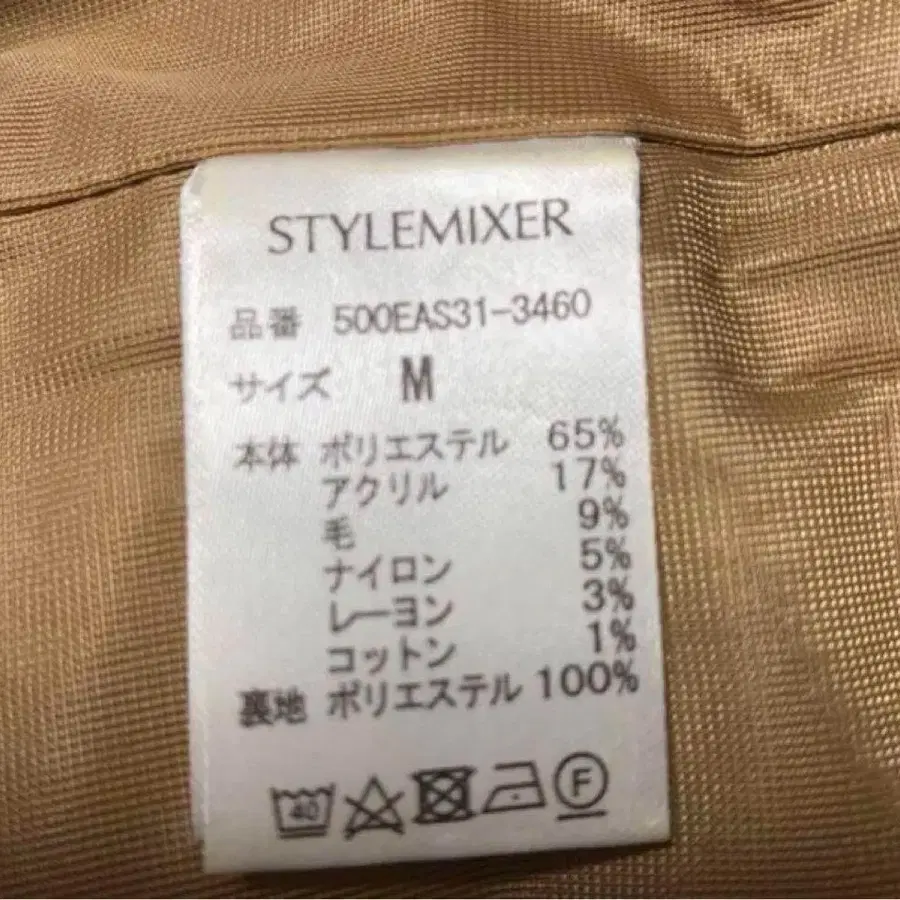 STYLEMIXER
品番 500EAS31-3460
サイズ M
本体 ポリエステル 65%
アクリル 17%
毛 9%
ナイロン 5%
レーヨン 3%
コットン 1%
裏地 ポリエステル 100%
40 F